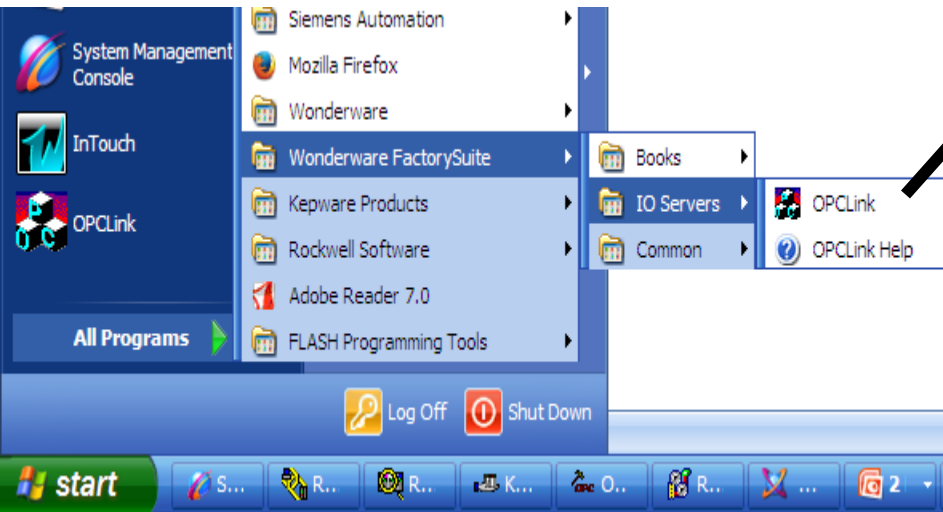 System Management
Console
InTouch
OPCLink
All Programs
Siemens Automation
Mozilla Firefox
Wonderware
Wonderware FactorySuite
Kepware Products
Rockwell Software
Adobe Reader 7.0
FLASH Programming Tools
Books
IO Servers
Common
OPCLink
OPCLink Help
Log Off
Shut Down
start
S...
R...
R...
K...
O...
R...
...
2